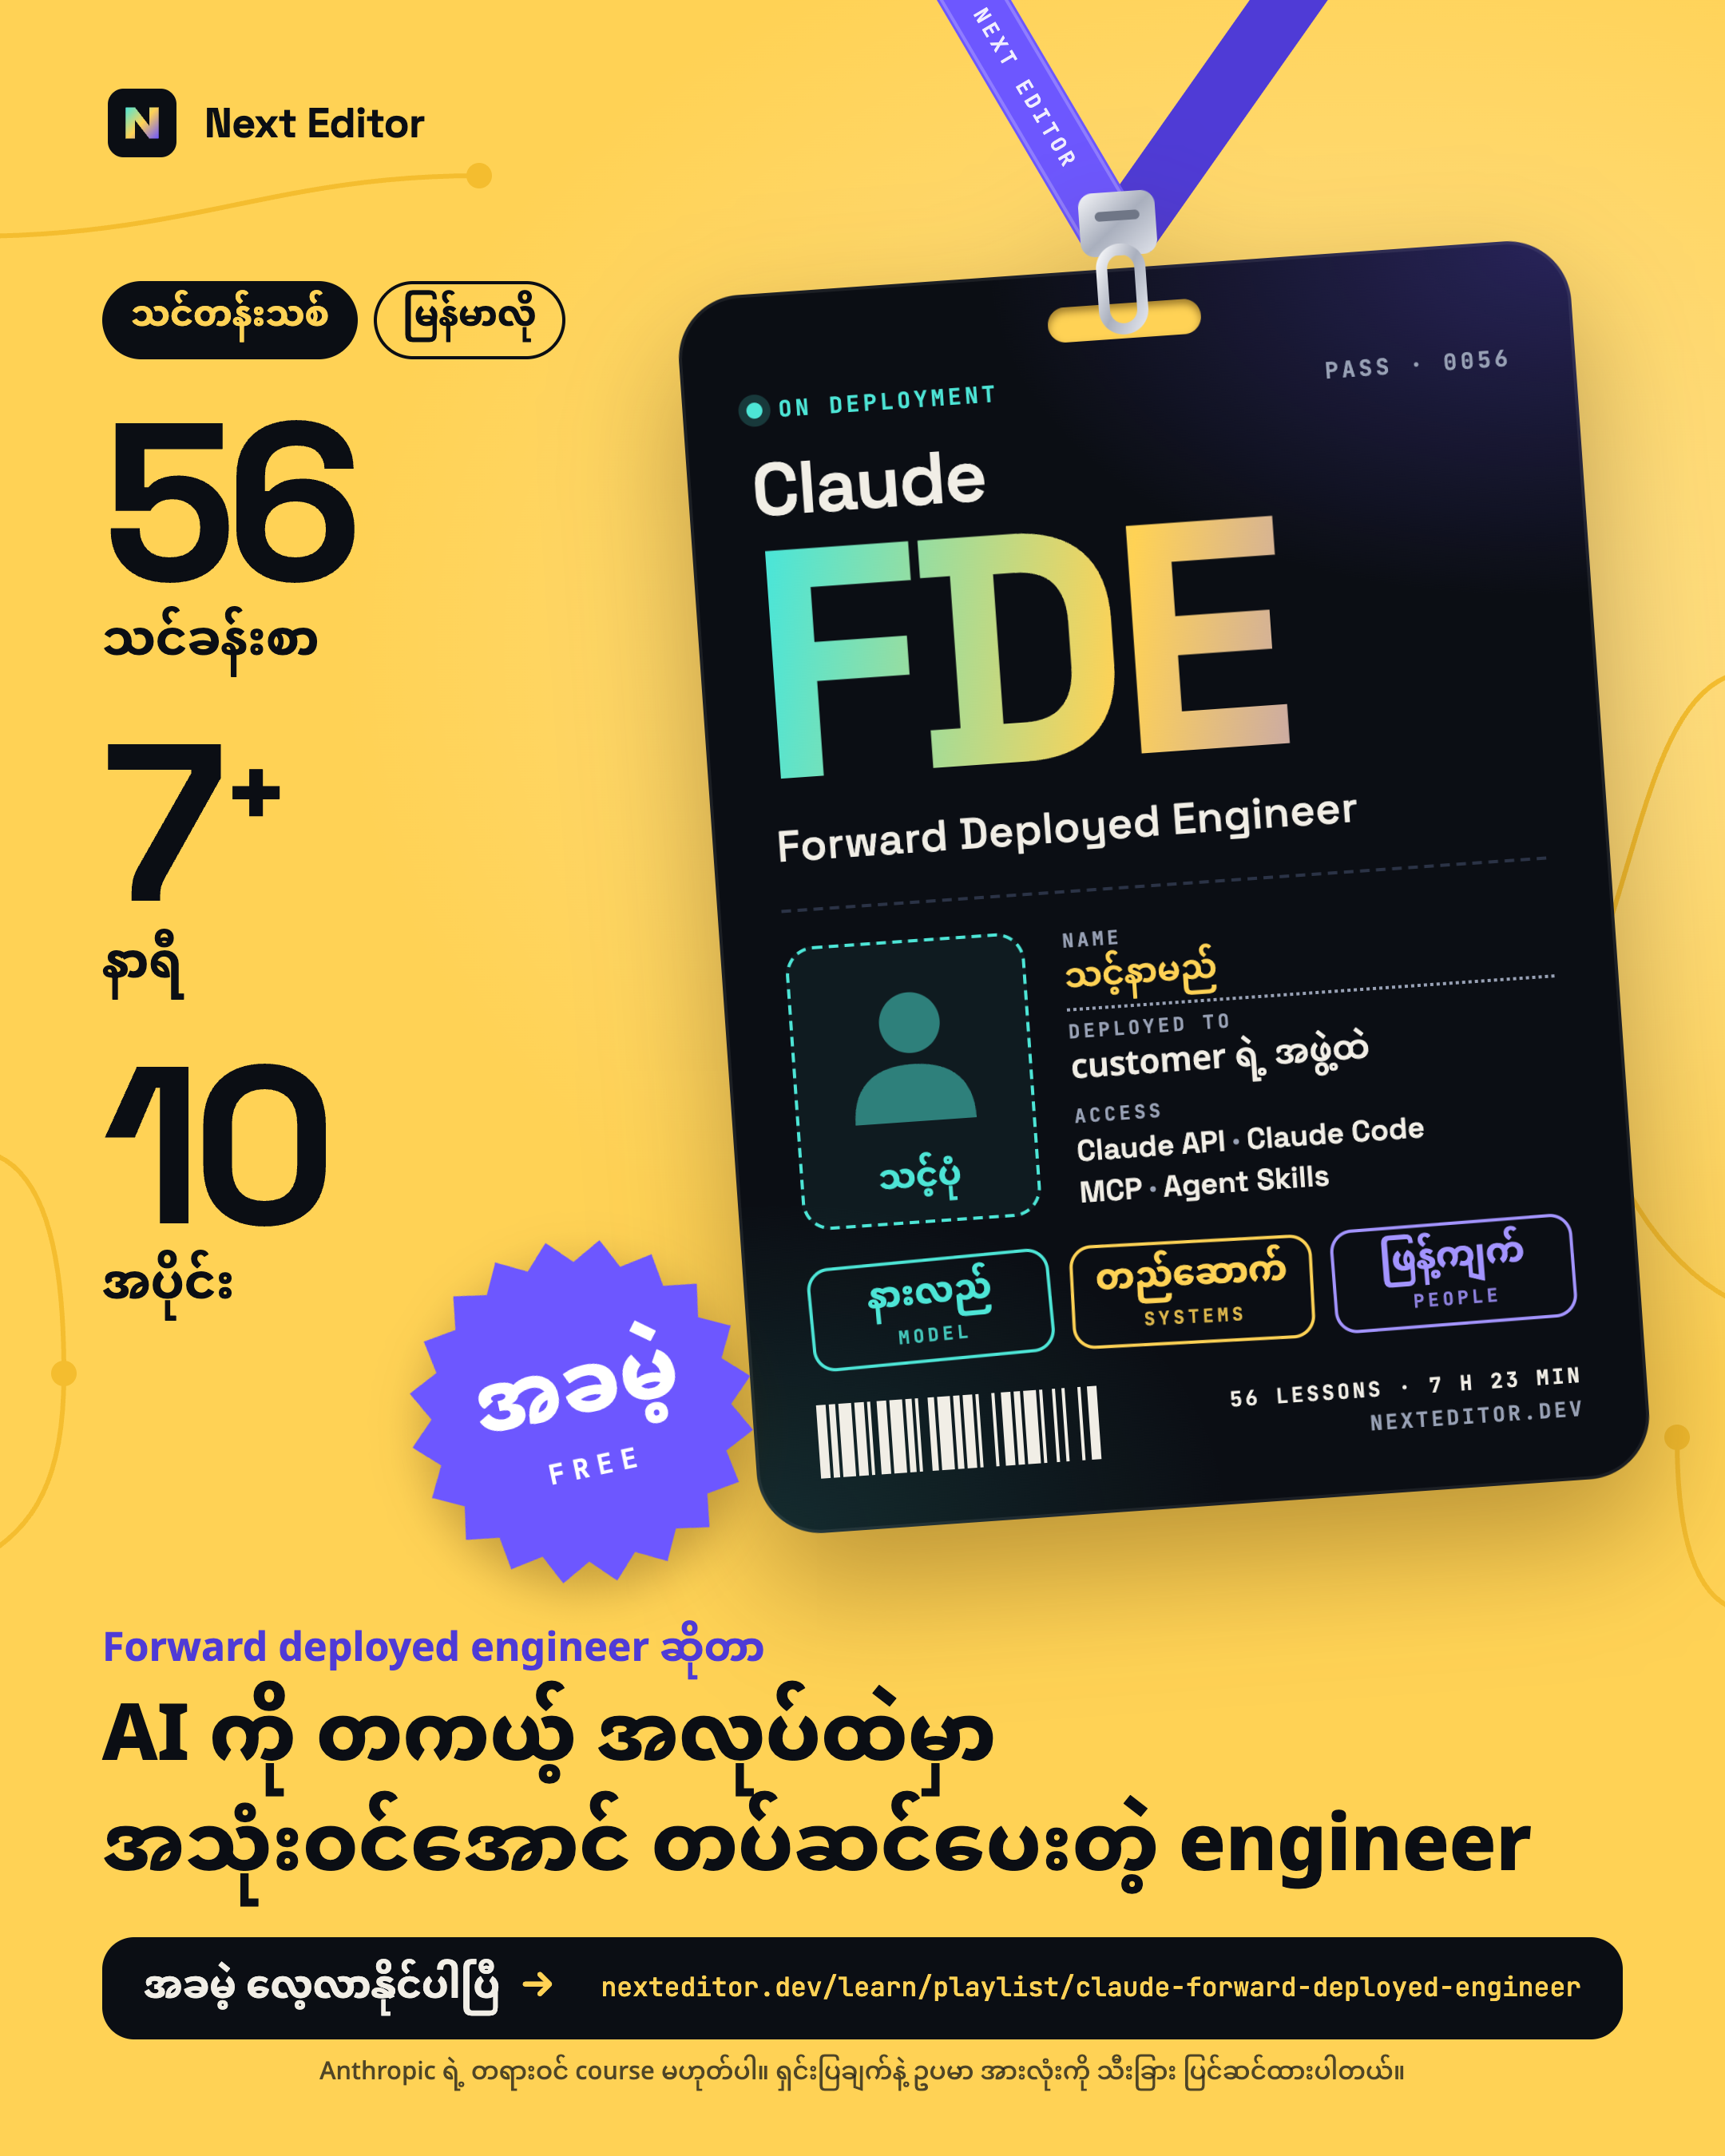 NEXT EDITOR
N
Next Editor
သင်တန်းသစ်
မြန်မာလို
56
သင်ခန်းစာ
7+
နာရီ
10
အပိုင်း
PASS · 0056
ON DEPLOYMENT
Claude
FDE
Forward Deployed Engineer
NAME
သင့်နာမည်
DEPLOYED TO
customer ရဲ့ အဖွဲ့ထဲ
ACCESS
Claude API · Claude Code
MCP · Agent Skills
သင့်ပုံ
နားလည်
MODEL
တည်ဆောက်
SYSTEMS
ဖြန့်ကျက်
PEOPLE
56 LESSONS · 7 H 23 MIN
NEXTEDITOR.DEV
အခမဲ့
FREE
Forward deployed engineer ဆိုတာ
AI ကို တကယ့် အလုပ်ထဲမှာ
အသုံးဝင်အောင် တပ်ဆင်ပေးတဲ့ engineer
အခမဲ့ လေ့လာနိုင်ပါပြီ → nexteditor.dev/learn/playlist/claude-forward-deployed-engineer
Anthropic ရဲ့ တရားဝင် course မဟုတ်ပါ။ ရှင်းပြချက်နဲ့ ဥပမာ အားလုံးကို သီးခြား ပြင်ဆင်ထားပါတယ်။